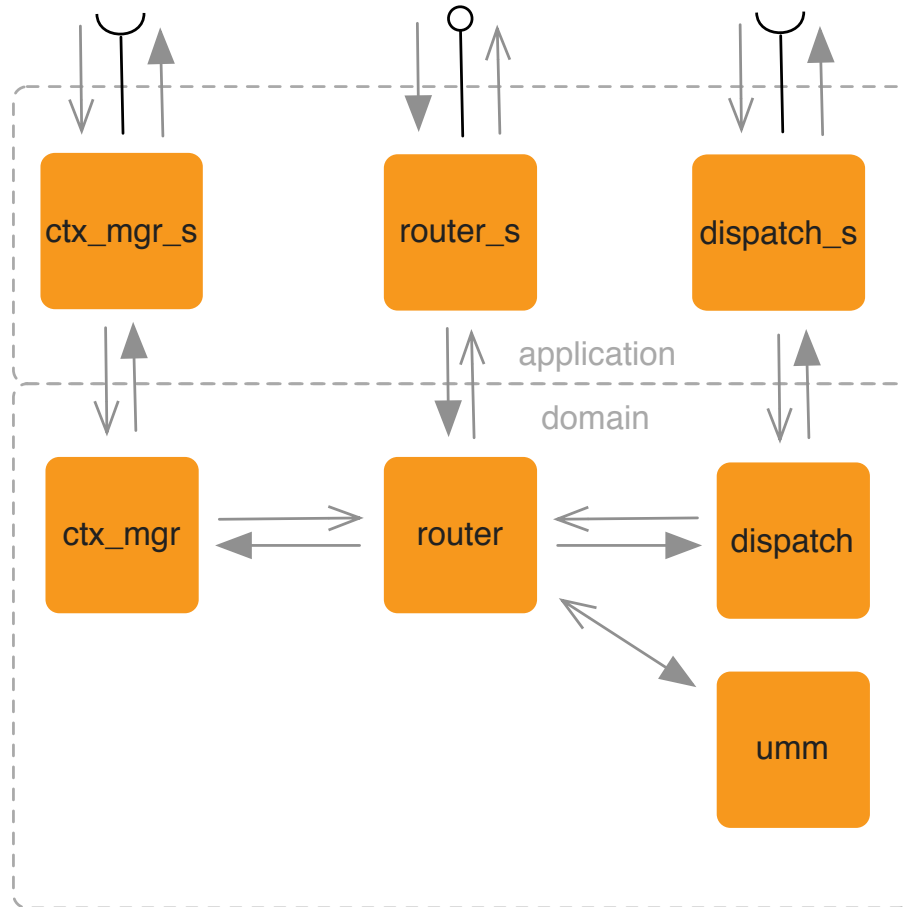 ctx_mgr_s
router_s
dispatch_s
application
domain
ctx_mgr
router
dispatch
umm